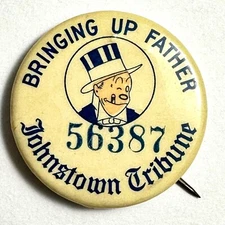 BRINGING UP FATHER
56387
Johnstown Tribune